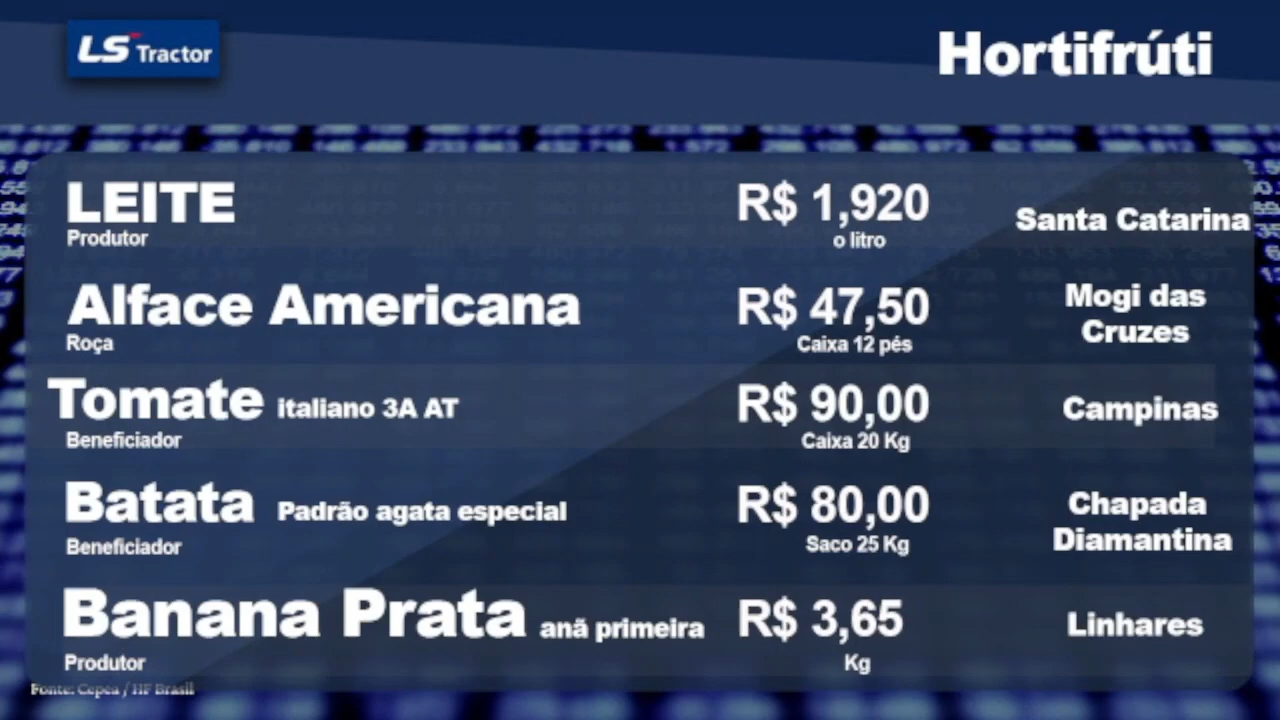 LS Tractor
Hortifrúti
LEITE R$ 1,920 Santa Catarina
Produtor o litro
Alface Americana R$ 47,50 Mogi das Cruzes
Roça Caixa 12 pés
Tomate italiano 3A AT R$ 90,00 Campinas
Beneficiador Caixa 20 Kg
Batata Padrão agata especial R$ 80,00 Chapada Diamantina
Beneficiador Saco 25 Kg
Banana Prata anã primeira R$ 3,65 Linhares
Produtor Kg
Fonte: Cepea / HF Brasil